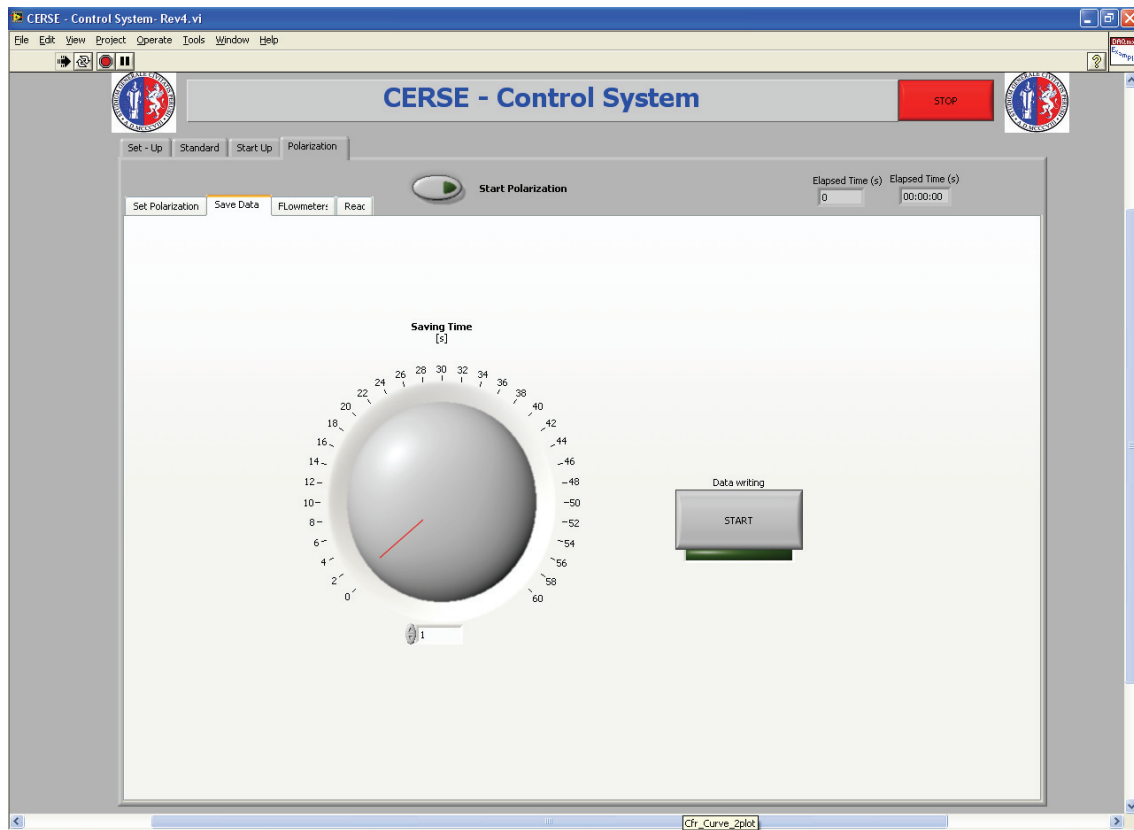 CERSE - Control System- Rev4.vi
File Edit View Project Operate Tools Window Help
CERSE - Control System
STOP
Set - Up Standard Start Up Polarization
Start Polarization
Elapsed Time (s) Elapsed Time (s)
0 00:00:00
Set Polarization Save Data FLowmeters Reac
Saving Time
[s]
0
2
4
6
8
10
12
14
16
18
20
22
24
26
28
30
32
34
36
38
40
42
44
46
48
50
52
54
56
58
60
1
Data writing
START
Cfr_Curve_2plot